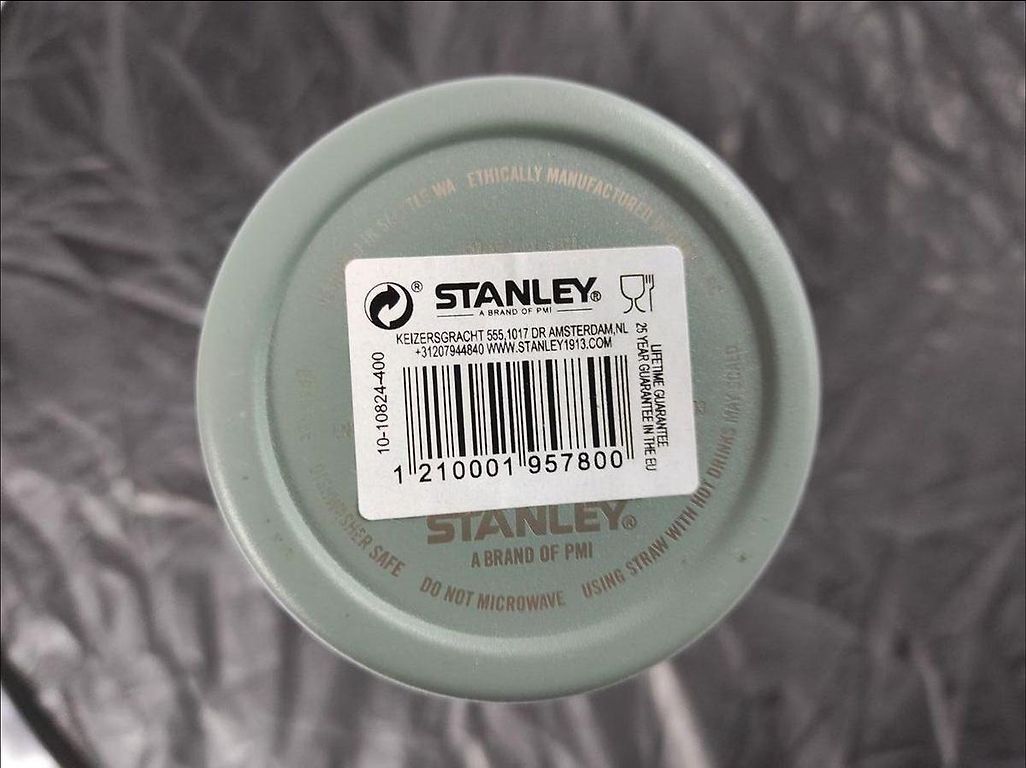 ETHICALLY MANUFACTURED
STANLEY®
A BRAND OF PMI
KEIZERSGRACHT 555,1017 DR AMSTERDAM,NL
+31207944840 WWW.STANLEY1913.COM
10-10824-400
LIFETIME GUARANTEE
25 YEAR GUARANTEE IN THE EU
1 210001 957800
STANLEY®
A BRAND OF PMI
DISHWASHER SAFE
DO NOT MICROWAVE
USING STRAW WITH HOT DRINKS MAY SCALD